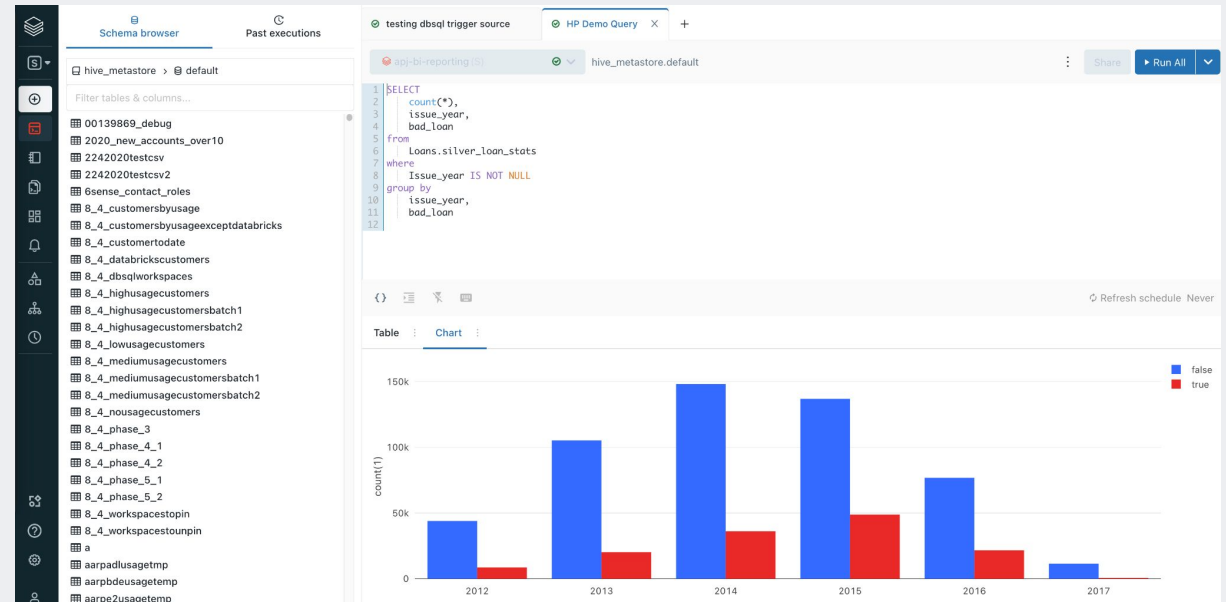 Schema browser
Past executions
S
hive_metastore > default
Filter tables & columns...
00139869_debug
2020_new_accounts_over10
2242020testcsv
2242020testcsv2
6sense_contact_roles
8_4_customersbyusage
8_4_customersbyusageexceptdatabricks
8_4_customertodate
8_4_databrickscustomers
8_4_dbsqlworkspaces
8_4_highusagecustomers
8_4_highusagecustomersbatch1
8_4_highusagecustomersbatch2
8_4_lowusagecustomers
8_4_mediumusagecustomers
8_4_mediumusagecustomersbatch1
8_4_mediumusagecustomersbatch2
8_4_nousagecustomers
8_4_phase_3
8_4_phase_4_1
8_4_phase_4_2
8_4_phase_5_1
8_4_phase_5_2
8_4_workspacestopin
8_4_workspacestounpin
a
aarpadlusagetmp
aarpbdeusagetemp
aarpe2usagetemp
testing dbsql trigger source
HP Demo Query
apj-bi-reporting (S)
hive_metastore.default
Share
Run All
1 SELECT
2 count(*),
3 issue_year,
4 bad_loan
5 from
6 Loans.silver_loan_stats
7 where
8 Issue_year IS NOT NULL
9 group by
10 issue_year,
11 bad_loan
12
{}
Refresh schedule Never
Table
Chart
false
true
count(1)
150k
100k
50k
0
2012 2013 2014 2015 2016 2017